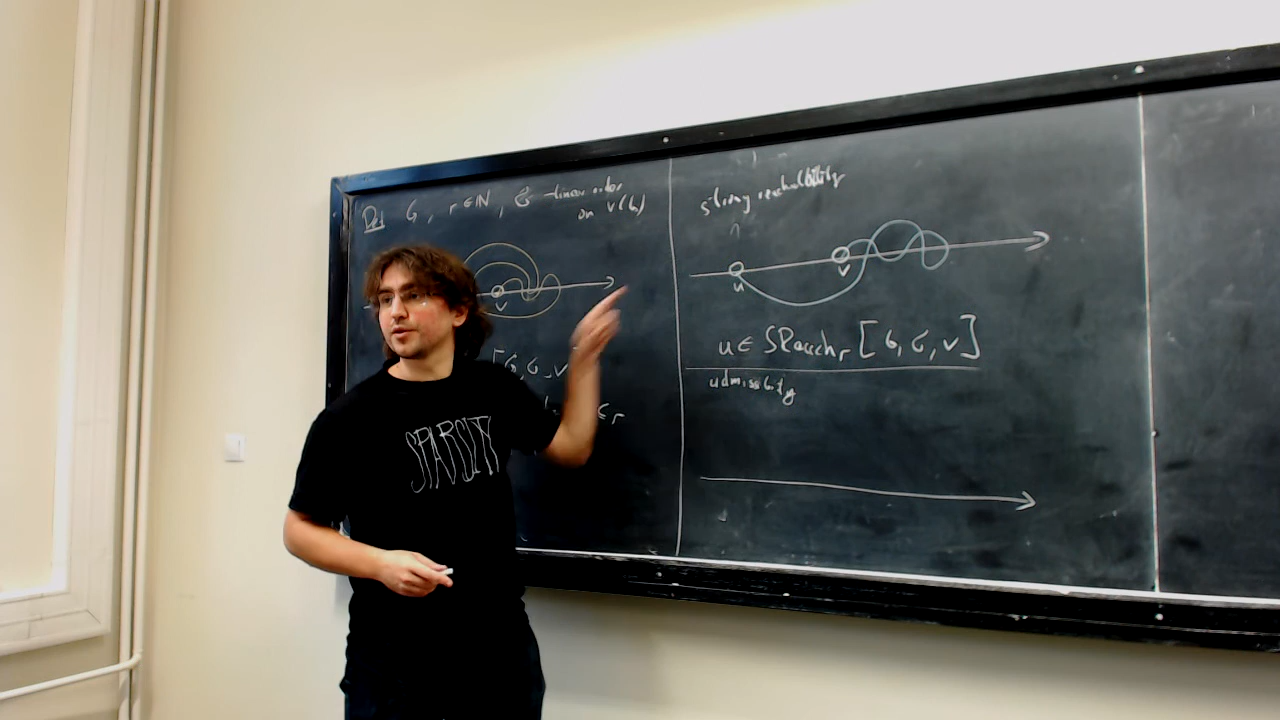 Def G, r∈ℕ, σ - linear order
on V(G)
v
[G, σ, v
∈ r
strong reachability
u
v
u ∈ SReach_r [G, σ, v]
admissibility
SPARSITY